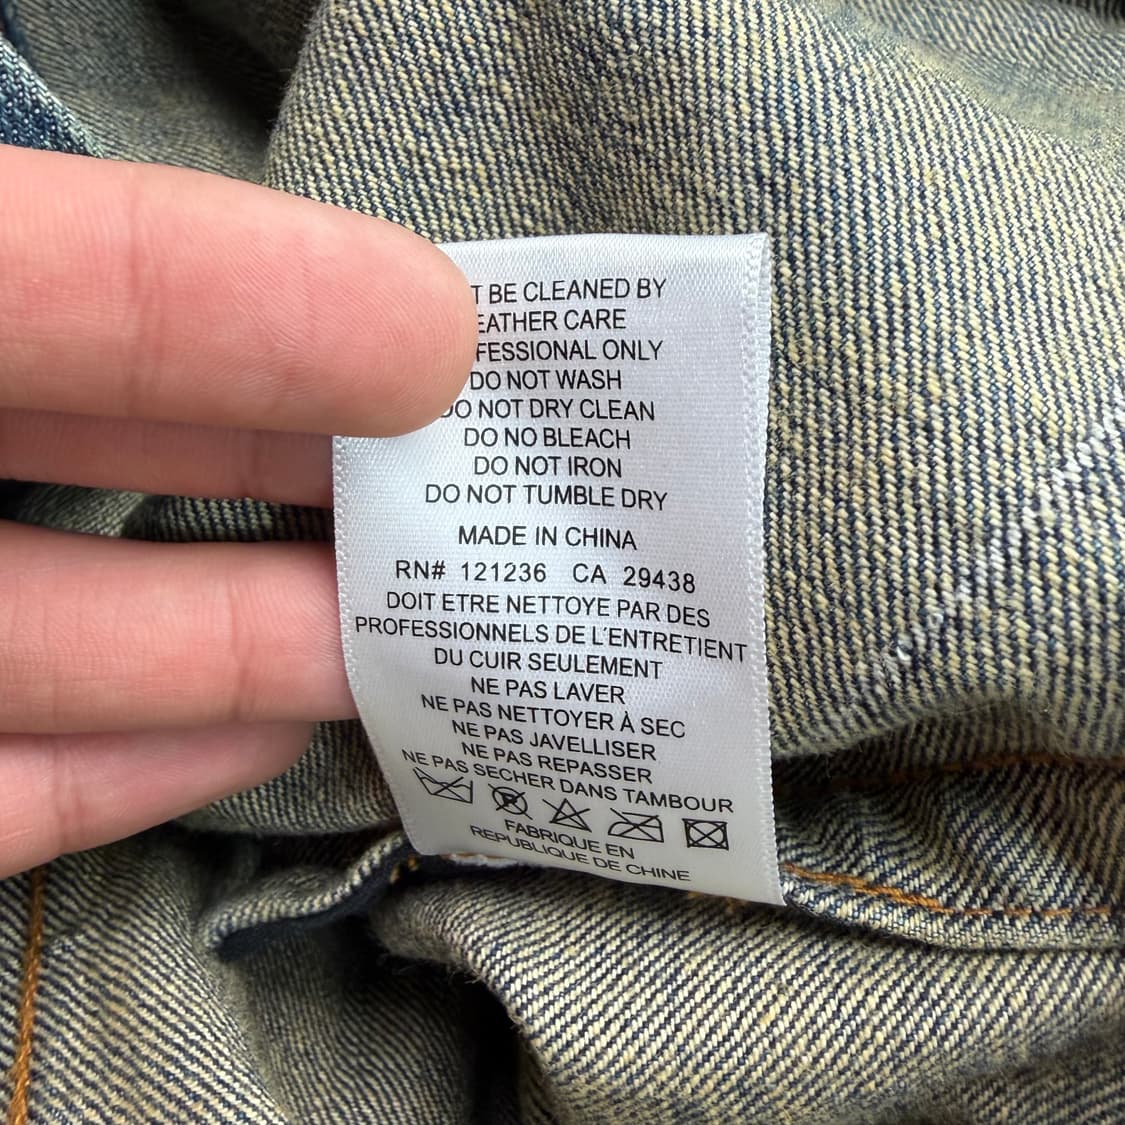 BE CLEANED BY
CARE
ONLY
DO NOT WASH
DO NOT DRY CLEAN
DO NO BLEACH
DO NOT IRON
DO NOT TUMBLE DRY
MADE IN CHINA
RN# 121236 CA 29438
DOIT ETRE NETTOYE PAR DES
PROFESSIONNELS DE L'ENTRETIENT
DU CUIR SEULEMENT
NE PAS LAVER
NE PAS NETTOYER À SEC
NE PAS JAVELLISER
NE PAS REPASSER
NE PAS SECHER DANS TAMBOUR
FABRIQUE EN
REPUBLIQUE DE CHINE